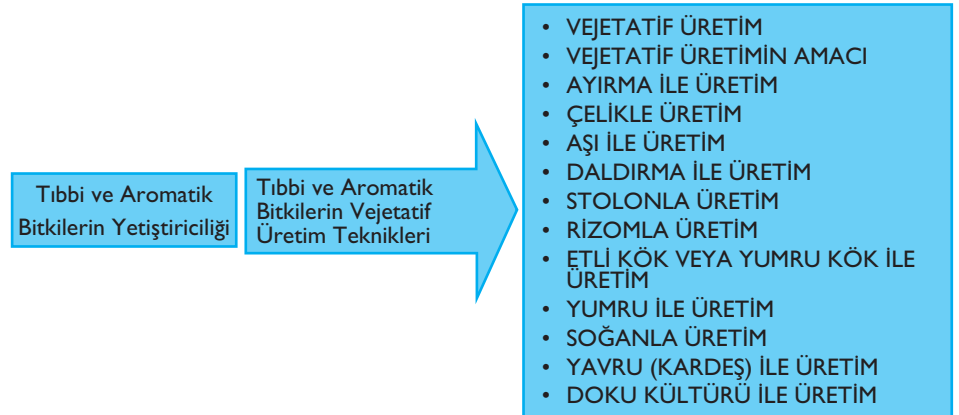 Tıbbi ve Aromatik
Bitkilerin Yetiştiriciliği
Tıbbi ve Aromatik
Bitkilerin Vejetatif
Üretim Teknikleri
• VEJETATİF ÜRETİM
• VEJETATİF ÜRETİMİN AMACI
• AYIRMA İLE ÜRETİM
• ÇELİKLE ÜRETİM
• AŞI İLE ÜRETİM
• DALDIRMA İLE ÜRETİM
• STOLONLA ÜRETİM
• RİZOMLA ÜRETİM
• ETLİ KÖK VEYA YUMRU KÖK İLE
ÜRETİM
• YUMRU İLE ÜRETİM
• SOĞANLA ÜRETİM
• YAVRU (KARDEŞ) İLE ÜRETİM
• DOKU KÜLTÜRÜ İLE ÜRETİM